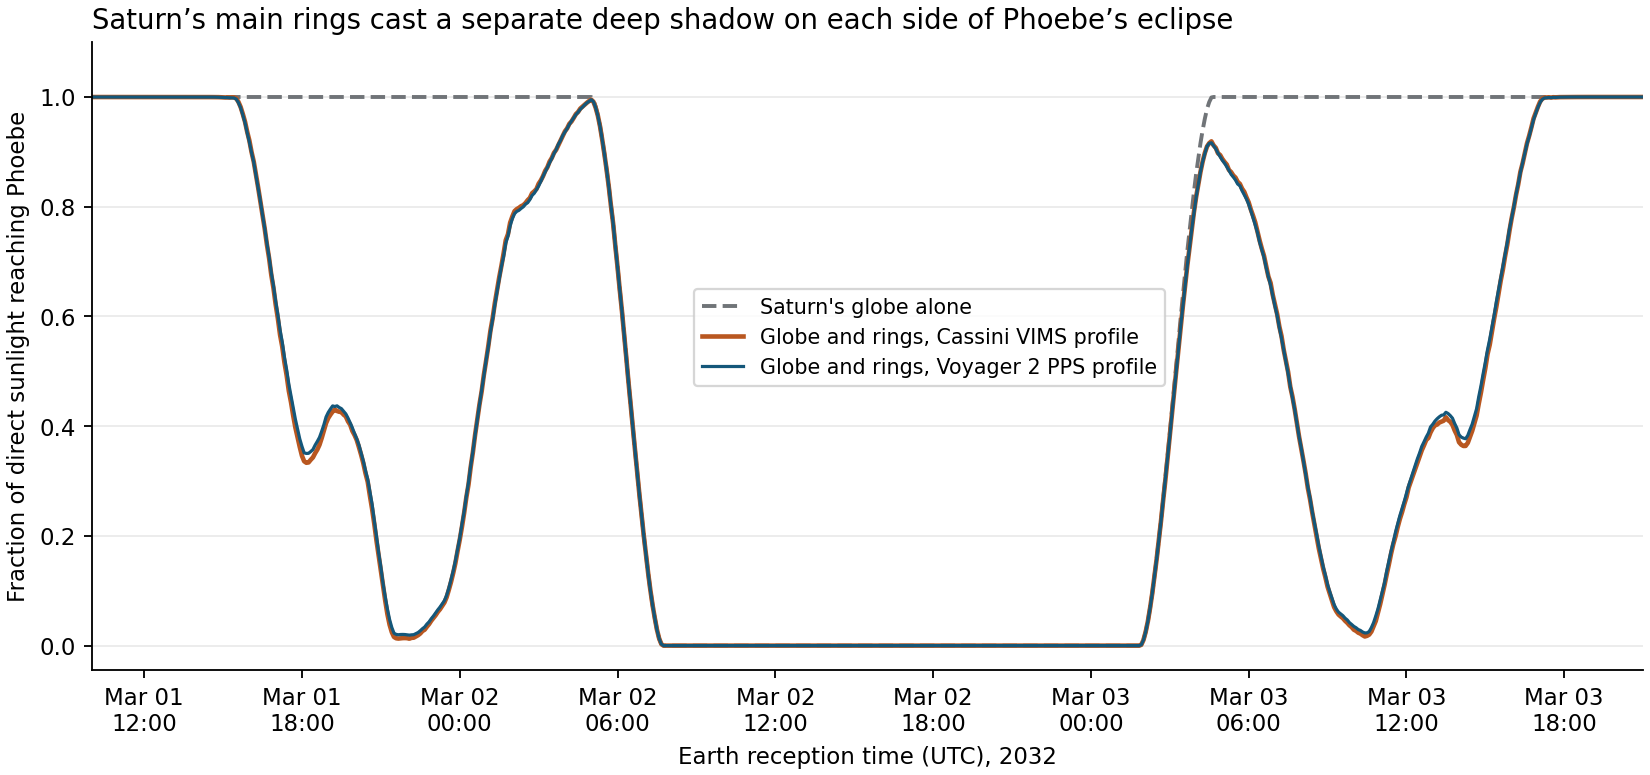 Saturn’s main rings cast a separate deep shadow on each side of Phoebe’s eclipse
Fraction of direct sunlight reaching Phoebe
1.0
0.8
0.6
0.4
0.2
0.0
Saturn's globe alone
Globe and rings, Cassini VIMS profile
Globe and rings, Voyager 2 PPS profile
Mar 01
12:00
Mar 01
18:00
Mar 02
00:00
Mar 02
06:00
Mar 02
12:00
Mar 02
18:00
Mar 03
00:00
Mar 03
06:00
Mar 03
12:00
Mar 03
18:00
Earth reception time (UTC), 2032